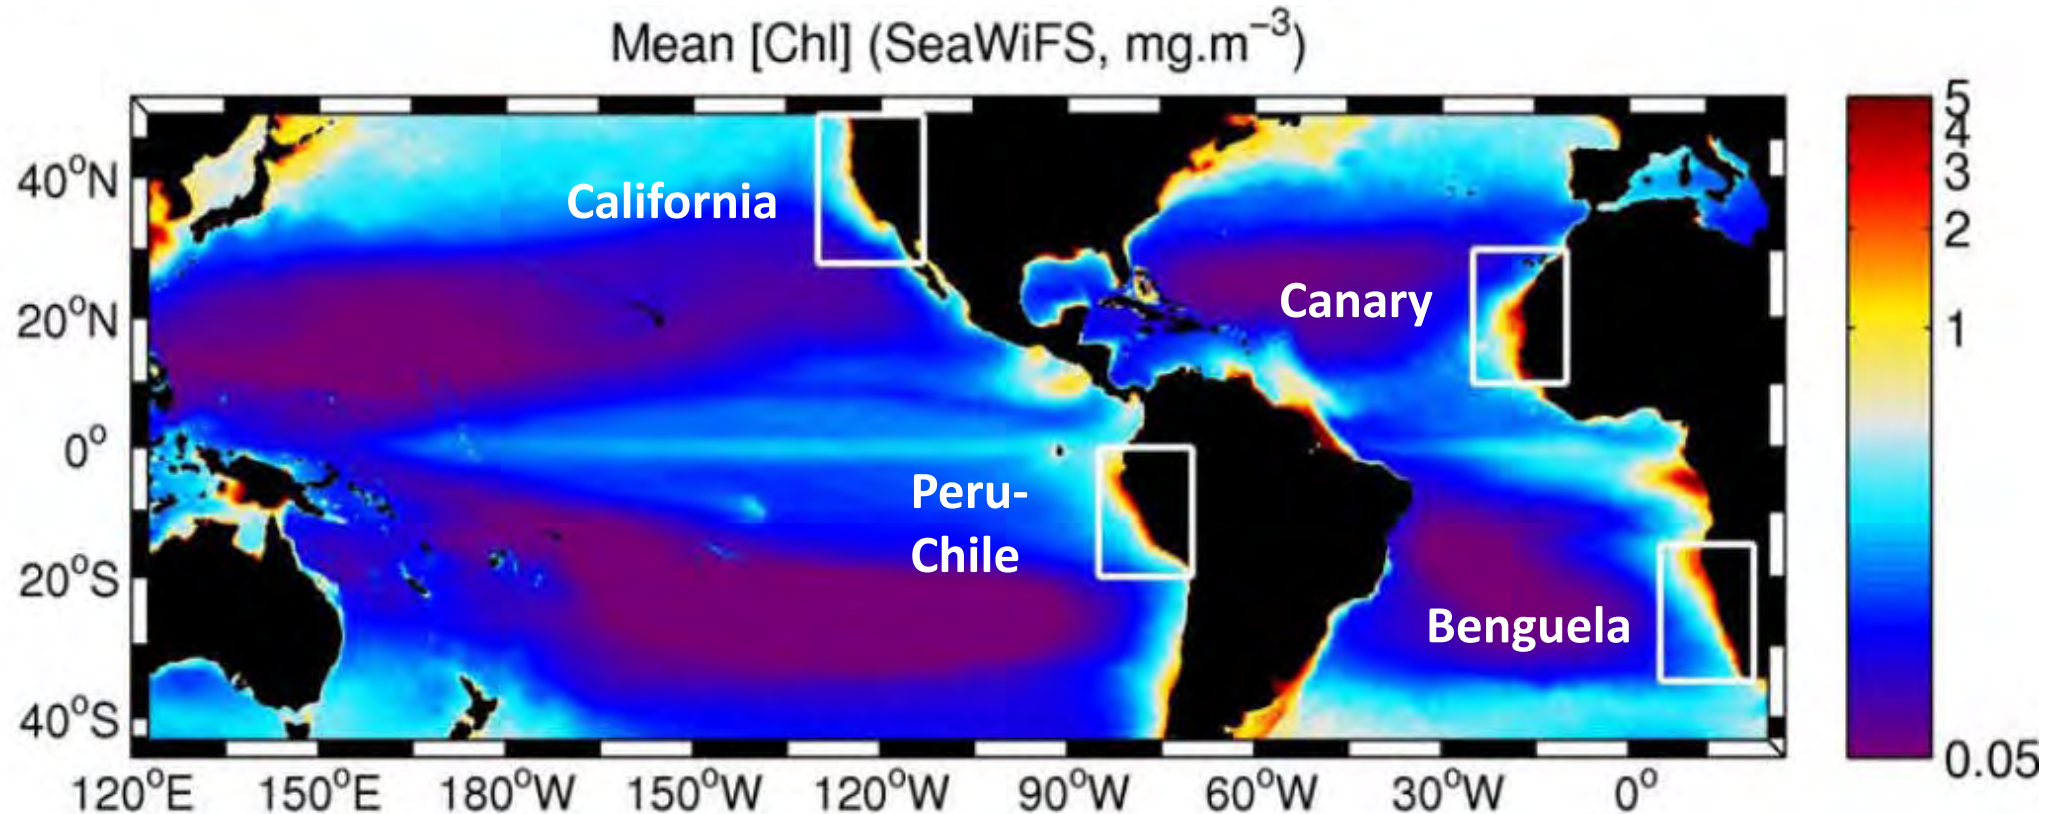 Mean [Chl] (SeaWiFS, mg.m⁻³)
40°N
20°N
0°
20°S
40°S
California
Canary
Peru-
Chile
Benguela
5
4
3
2
1
0.05
120°E 150°E 180°W 150°W 120°W 90°W 60°W 30°W 0°